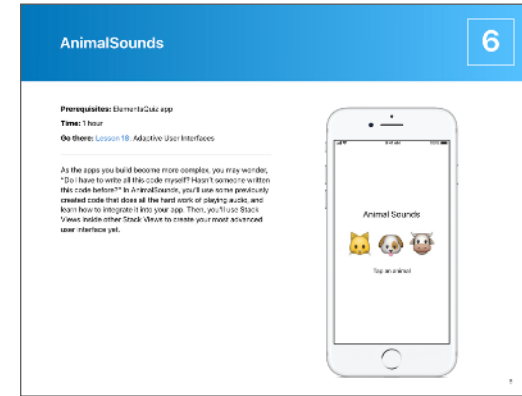 AnimalSounds
6
Prerequisites: ElementsQuiz app
Time: 1 hour
Go there: Lesson 18: Adaptive User Interfaces
As the apps you build become more complex, you may wonder,
"Do I have to write all this code myself? Hasn't someone written
this code before?" In AnimalSounds, you'll use some previously
created code that does all the hard work of playing audio, and
learn how to integrate it into your app. Then, you'll use Stack
Views inside other Stack Views to create your most advanced
user interface yet.
9:41 AM
Animal Sounds
Tap an animal